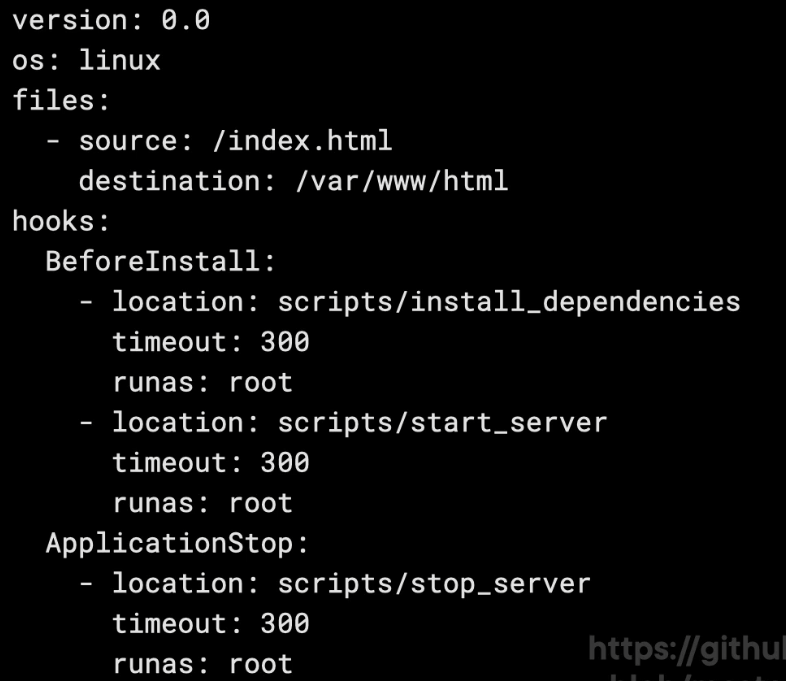 version: 0.0
os: linux
files:
  - source: /index.html
    destination: /var/www/html
hooks:
  BeforeInstall:
    - location: scripts/install_dependencies
      timeout: 300
      runas: root
    - location: scripts/start_server
      timeout: 300
      runas: root
  ApplicationStop:
    - location: scripts/stop_server
      timeout: 300
      runas: root
https://githu